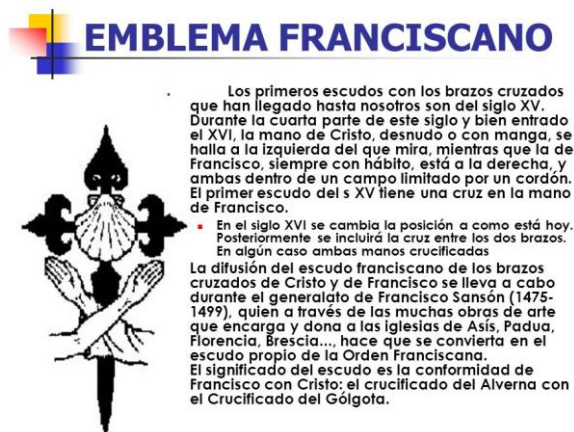 EMBLEMA FRANCISCANO
Los primeros escudos con los brazos cruzados
que han llegado hasta nosotros son del siglo XV.
Durante la cuarta parte de este siglo y bien entrado
el XVI, la mano de Cristo, desnudo o con manga, se
halla a la izquierda del que mira, mientras que la de
Francisco, siempre con hábito, está a la derecha, y
ambas dentro de un campo limitado por un cordón.
El primer escudo del s XV tiene una cruz en la mano
de Francisco.
En el siglo XVI se cambia la posición a como está hoy.
Posteriormente se incluirá la cruz entre los dos brazos.
En algún caso ambas manos crucificadas
La difusión del escudo franciscano de los brazos
cruzados de Cristo y de Francisco se lleva a cabo
durante el generalato de Francisco Sansón (1475-
1499), quien a través de las muchas obras de arte
que encarga y dona a las iglesias de Asís, Padua,
Florencia, Brescia..., hace que se convierta en el
escudo propio de la Orden Franciscana.
El significado del escudo es la conformidad de
Francisco con Cristo: el crucificado del Alverna con
el Crucificado del Gólgota.